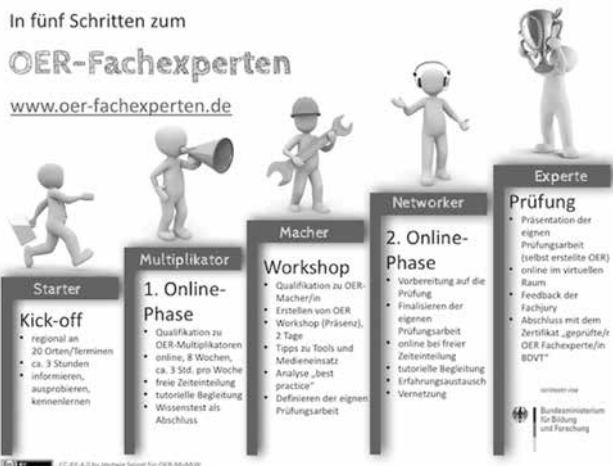 In fünf Schritten zum
OER-Fachexperten
www.oer-fachexperten.de
Starter
Kick-off
• regional an
20 Orten/Terminen
• ca. 3 Stunden
• informieren,
ausprobieren,
kennenlernen
Multiplikator
1. Online-
Phase
• Qualifikation zu
OER-Multiplikatoren
• online, 8 Wochen,
ca. 3 Std. pro Woche
• freie Zeiteinteilung
• tutorielle Begleitung
• Wissenstest als
Abschluss
Macher
Workshop
• Qualifikation zu OER-
Macher/in
• Erstellen von OER
• Workshop (Präsenz),
2 Tage
• Tipps zu Tools und
Medieneinsatz
• Analyse „best
practice"
• Definieren der eignen
Prüfungsarbeit
Networker
2. Online-
Phase
• Vorbereitung auf die
Prüfung
• Finalisieren der
eigenen
Prüfungsarbeit
• online bei freier
Zeiteinteilung
• tutorielle Begleitung
• Erfahrungsaustausch
• Vernetzung
Experte
Prüfung
• Präsentation der
eignen
Prüfungsarbeit
(selbst erstellte OER)
• online im virtuellen
Raum
• Feedback der
Fachjury
• Abschluss mit dem
Zertifikat „geprüfte/r
OER Fachexperte/in
BDVT"
Bundesministerium
für Bildung
und Forschung